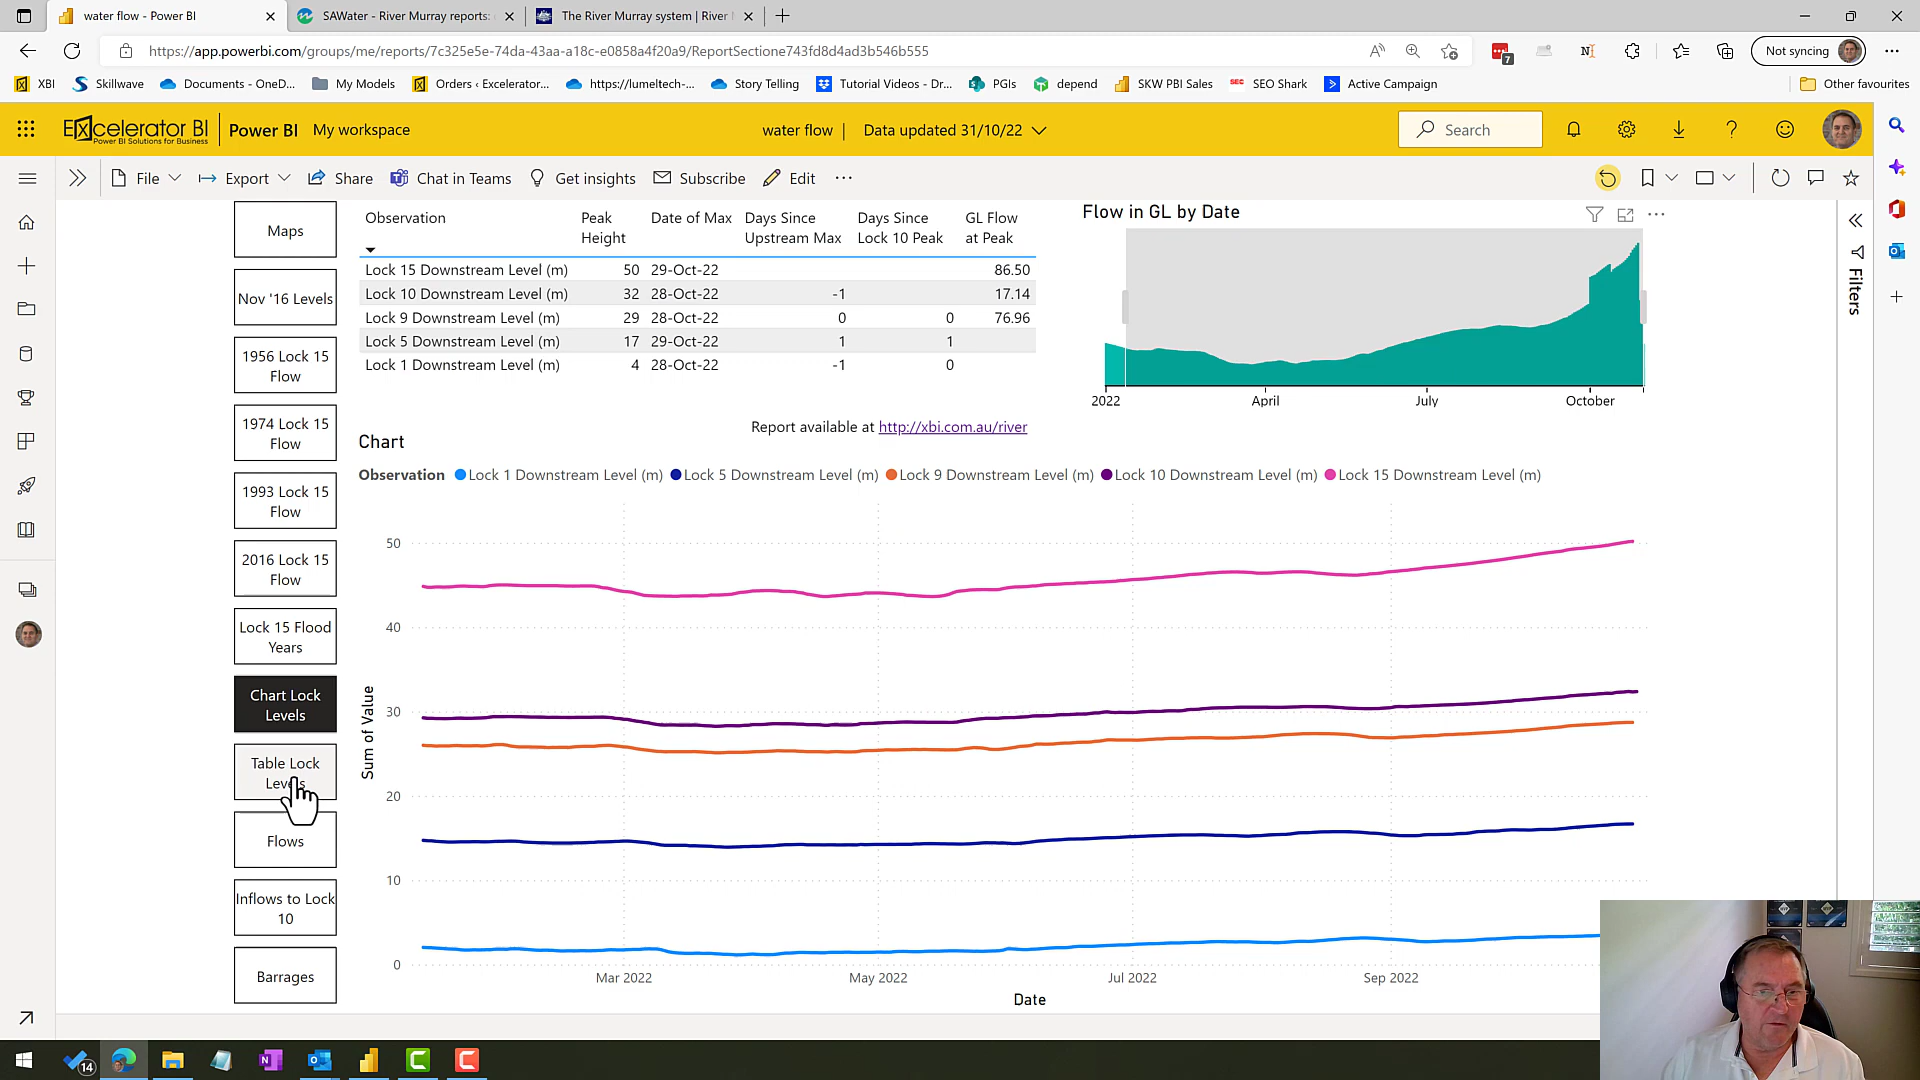 water flow - Power BI
SAWater - River Murray reports:
The River Murray system | River
https://app.powerbi.com/groups/me/reports/7c325e5e-74da-43aa-a18c-e0858a4f20a9/ReportSectione743fd8d4ad3b546b555
7
Not syncing
XBI
Skillwave
Documents - OneD...
My Models
Orders ‹ Excelerator...
https://lumeltech-...
Story Telling
Tutorial Videos - Dr...
PGIs
depend
SKW PBI Sales
SEO Shark
Active Campaign
Other favourites
Excelerator BI
Power BI Solutions for Business
Power BI
My workspace
water flow
Data updated 31/10/22
Search
File
Export
Share
Chat in Teams
Get insights
Subscribe
Edit
Maps
Nov '16 Levels
1956 Lock 15
Flow
1974 Lock 15
Flow
1993 Lock 15
Flow
2016 Lock 15
Flow
Lock 15 Flood
Years
Chart Lock
Levels
Table Lock
Levels
Flows
Inflows to Lock
10
Barrages
Observation Peak Height Date of Max Days Since Upstream Max Days Since Lock 10 Peak GL Flow at Peak
Lock 15 Downstream Level (m) 50 29-Oct-22 86.50
Lock 10 Downstream Level (m) 32 28-Oct-22 -1 17.14
Lock 9 Downstream Level (m) 29 28-Oct-22 0 0 76.96
Lock 5 Downstream Level (m) 17 29-Oct-22 1 1
Lock 1 Downstream Level (m) 4 28-Oct-22 -1 0
Report available at http://xbi.com.au/river
Flow in GL by Date
2022 April July October
Filters
Chart
Observation Lock 1 Downstream Level (m) Lock 5 Downstream Level (m) Lock 9 Downstream Level (m) Lock 10 Downstream Level (m) Lock 15 Downstream Level (m)
Sum of Value
50
40
30
20
10
0
Mar 2022 May 2022 Jul 2022 Sep 2022
Date
14